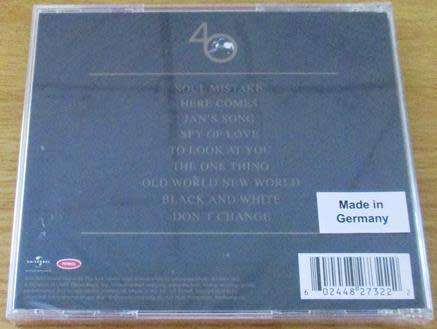 40
SOUL MISTAKE
HERE COMES
JAN'S SONG
SPY OF LOVE
TO LOOK AT YOU
THE ONE THING
OLD WORLD NEW WORLD
BLACK AND WHITE
DON'T CHANGE
Made in
Germany
UNIVERSAL
6 02448 27322 2